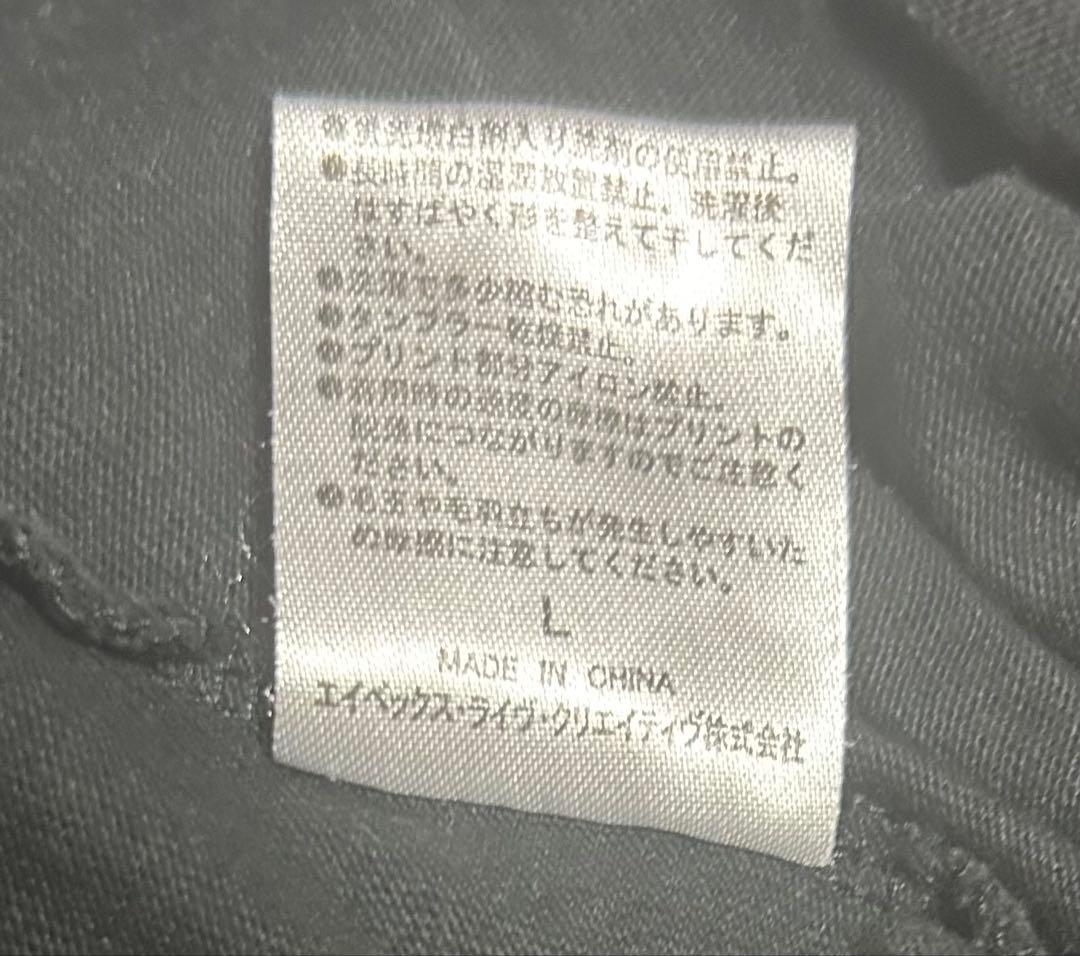 ●蛍光増白剤入り洗剤の使用禁止。
●長時間の湿潤放置禁止、洗濯後
はすばやく形を整えて干してくだ
さい。
●洗濯で多少縮む恐れがあります。
●タンブラー乾燥禁止。
●プリント部分アイロン禁止。
●着用時の過度の摩擦はプリントの
脱落につながりますのでご注意く
ださい。
●毛玉や毛羽立ちが発生しやすいた
め摩擦に注意してください。
L
MADE IN CHINA
エイベックス・ライヴ・クリエイティヴ株式会社